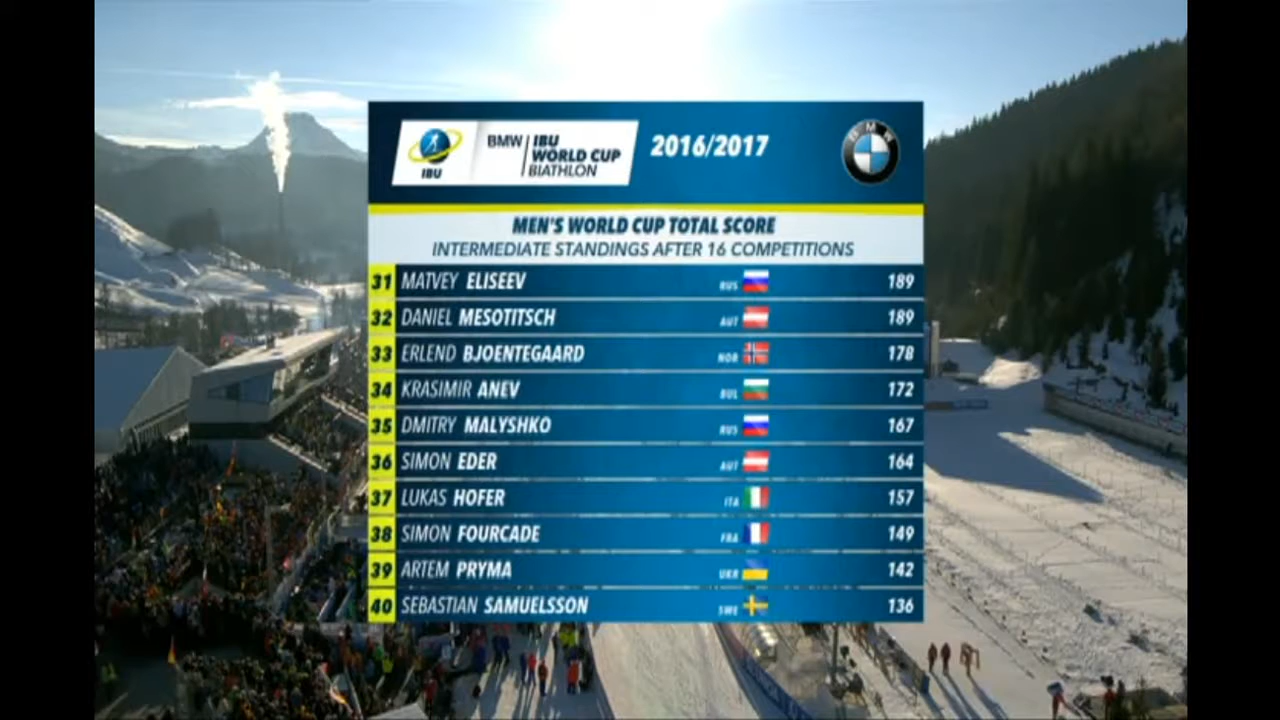 IBU
BMW
IBU
WORLD CUP
BIATHLON
2016/2017
BMW
MEN'S WORLD CUP TOTAL SCORE
INTERMEDIATE STANDINGS AFTER 16 COMPETITIONS
31 MATVEY ELISEEV RUS 189
32 DANIEL MESOTITSCH AUT 189
33 ERLEND BJOENTEGAARD NOR 178
34 KRASIMIR ANEV BUL 172
35 DMITRY MALYSHKO RUS 167
36 SIMON EDER AUT 164
37 LUKAS HOFER ITA 157
38 SIMON FOURCADE FRA 149
39 ARTEM PRYMA UKR 142
40 SEBASTIAN SAMUELSSON SWE 136